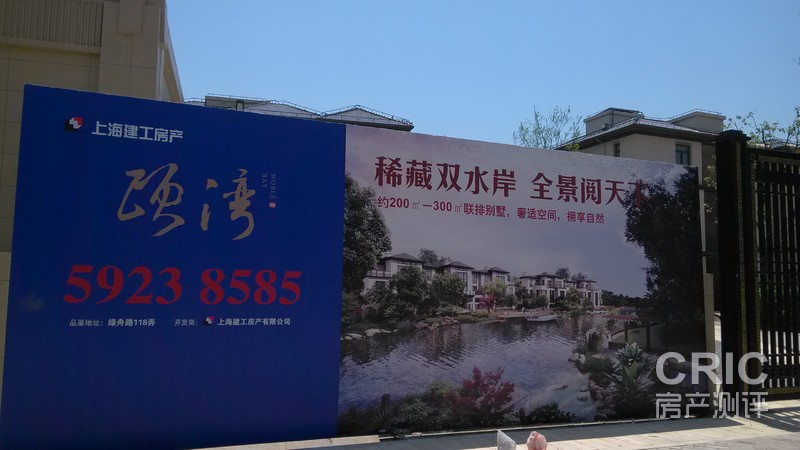 上海建工房产
颐湾
NOBLE BAY
5923 8585
品鉴地址：绿舟路118弄 开发商：上海建工房产有限公司
稀藏双水岸 全景阅天下
约200㎡—300㎡联排别墅，奢适空间，拥享自然
CRIC
房产测评